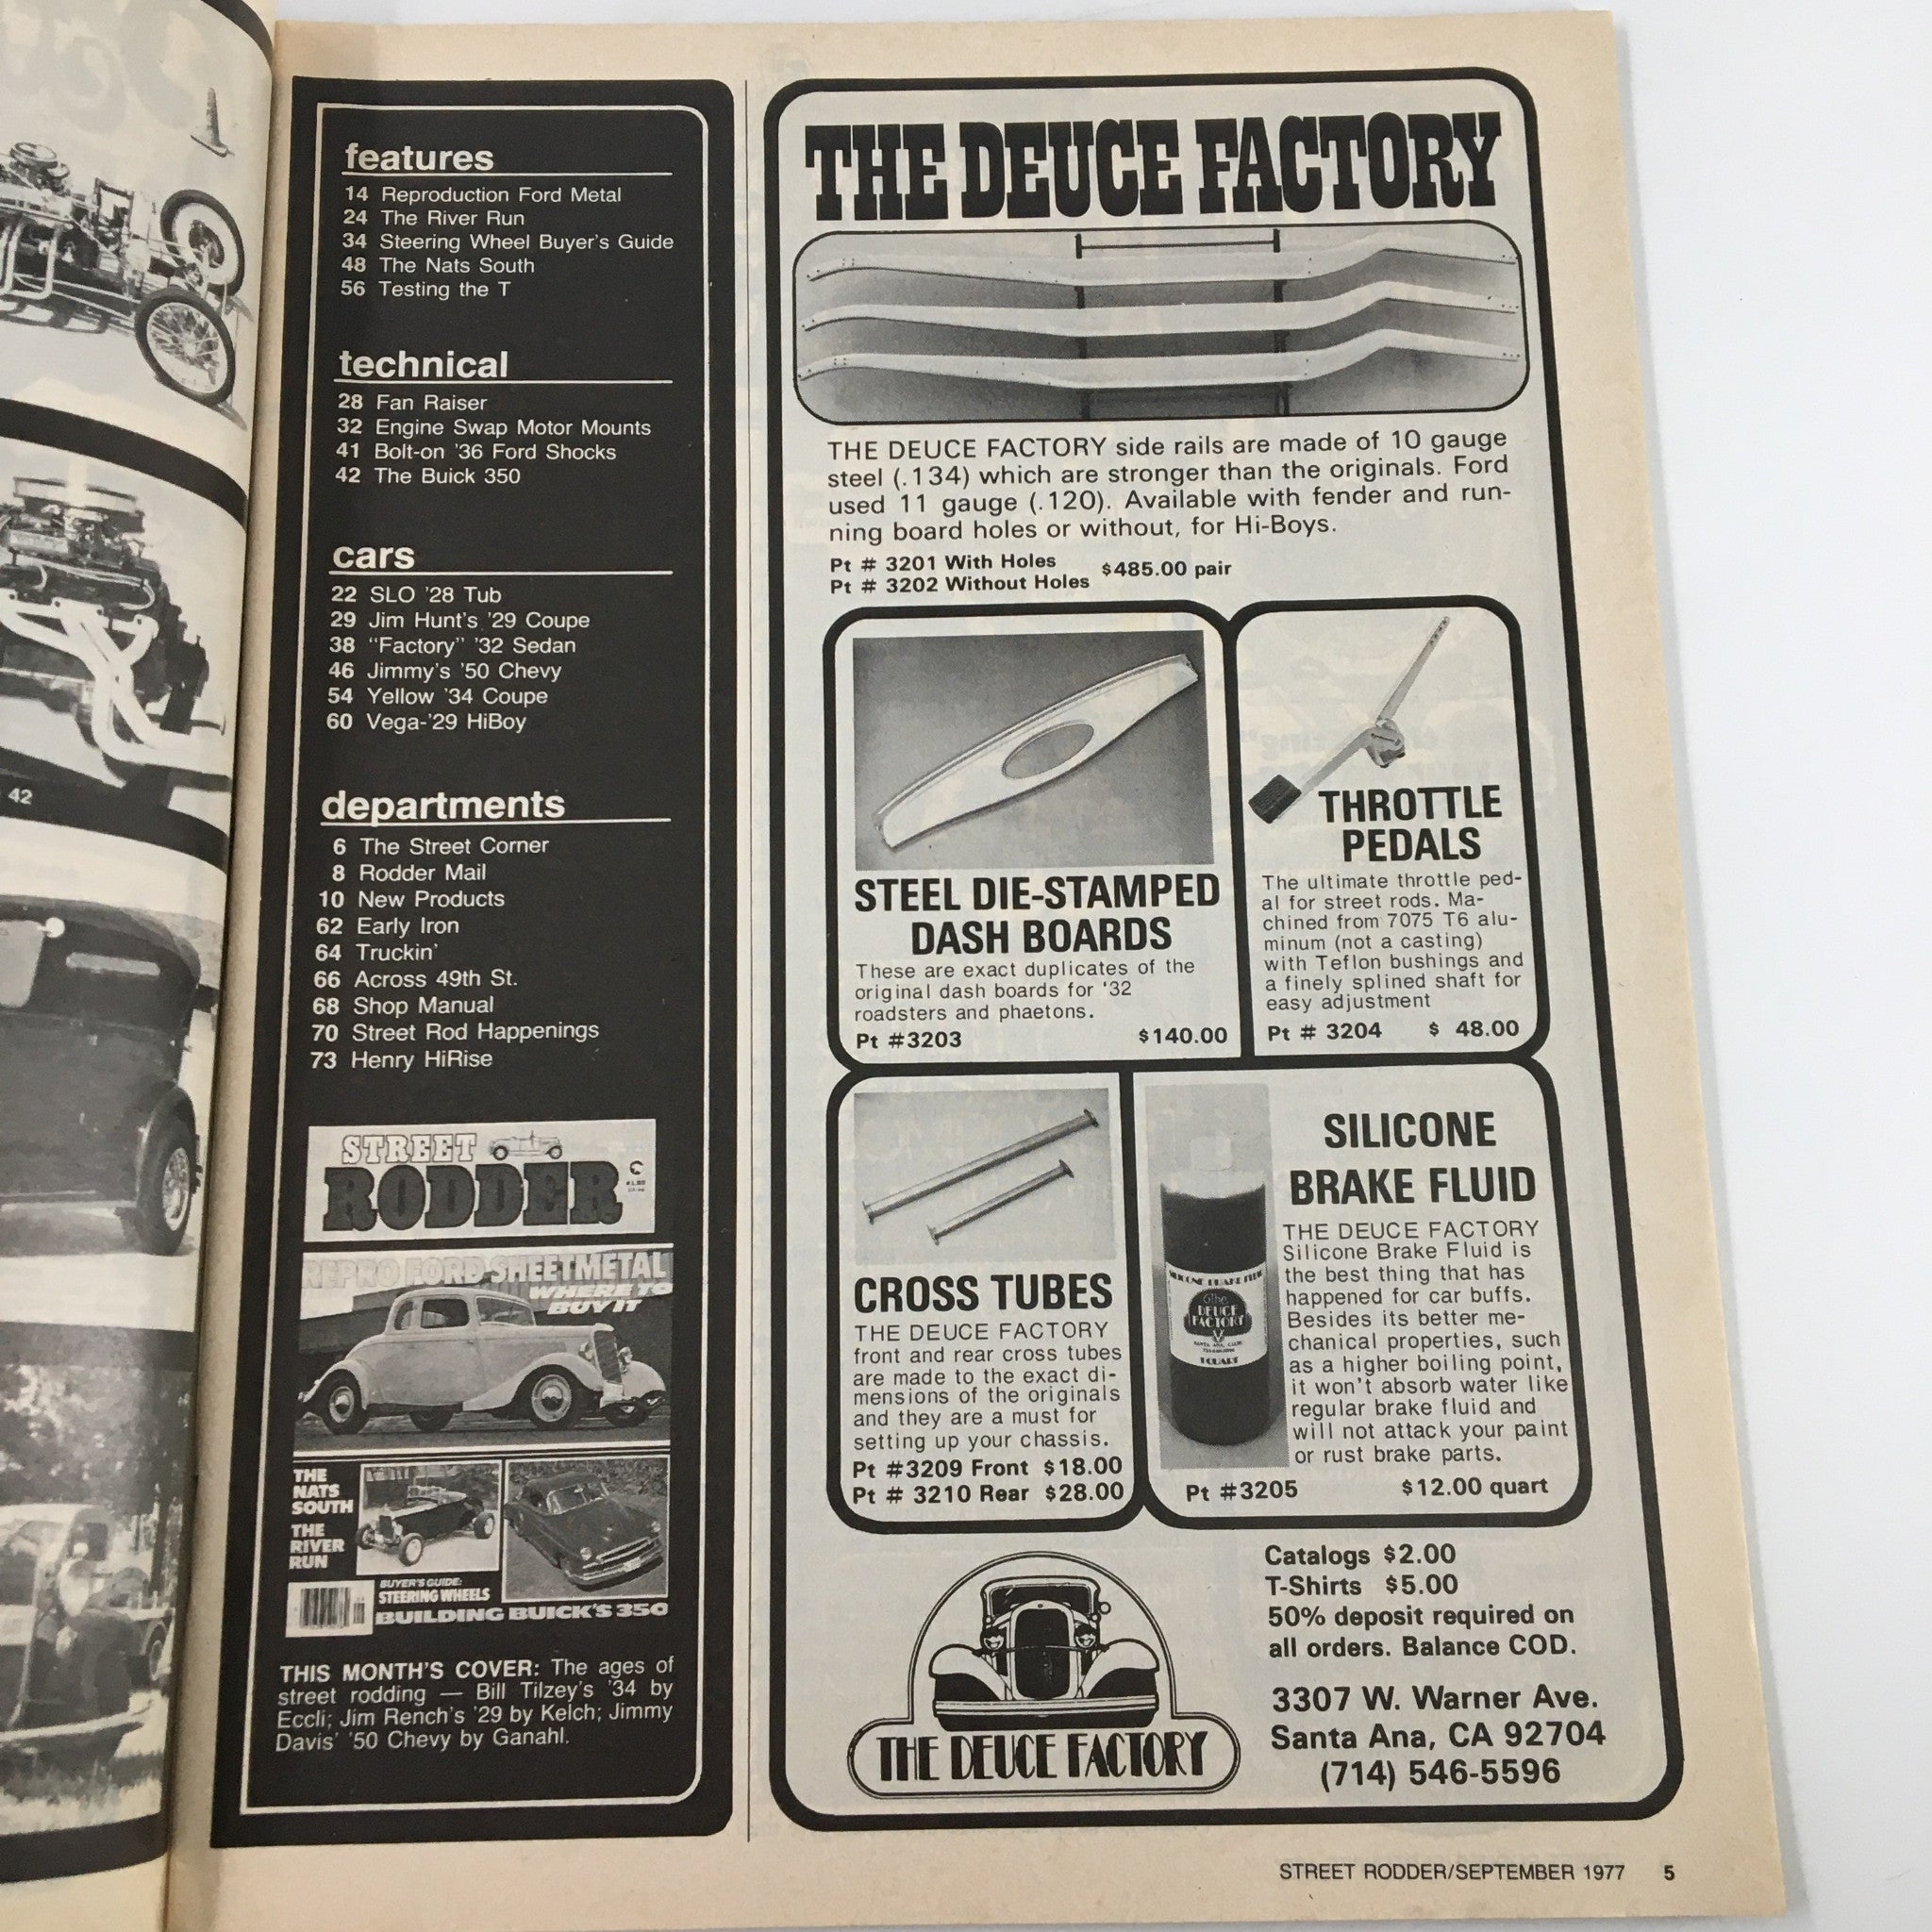 42
features
14 Reproduction Ford Metal
24 The River Run
34 Steering Wheel Buyer's Guide
48 The Nats South
56 Testing the T
technical
28 Fan Raiser
32 Engine Swap Motor Mounts
41 Bolt-on '36 Ford Shocks
42 The Buick 350
cars
22 SLO '28 Tub
29 Jim Hunt's '29 Coupe
38 "Factory" '32 Sedan
46 Jimmy's '50 Chevy
54 Yellow '34 Coupe
60 Vega-'29 HiBoy
departments
6 The Street Corner
8 Rodder Mail
10 New Products
62 Early Iron
64 Truckin'
66 Across 49th St.
68 Shop Manual
70 Street Rod Happenings
73 Henry HiRise
STREET
RODDER
REPRO FORD SHEETMETAL
WHERE TO
BUY IT
THE
NATS
SOUTH
THE
RIVER
RUN
BUYER'S GUIDE:
STEERING WHEELS
BUILDING BUICK'S 350
THIS MONTH'S COVER: The ages of
street rodding — Bill Tilzey's '34 by
Eccli; Jim Rench's '29 by Kelch; Jimmy
Davis' '50 Chevy by Ganahl.
THE DEUCE FACTORY
THE DEUCE FACTORY side rails are made of 10 gauge
steel (.134) which are stronger than the originals. Ford
used 11 gauge (.120). Available with fender and run-
ning board holes or without, for Hi-Boys.
Pt # 3201 With Holes
Pt # 3202 Without Holes $485.00 pair
STEEL DIE-STAMPED
DASH BOARDS
These are exact duplicates of the
original dash boards for '32
roadsters and phaetons.
Pt #3203 $140.00
THROTTLE
PEDALS
The ultimate throttle ped-
al for street rods. Ma-
chined from 7075 T6 alu-
minum (not a casting)
with Teflon bushings and
a finely splined shaft for
easy adjustment
Pt # 3204 $ 48.00
CROSS TUBES
THE DEUCE FACTORY
front and rear cross tubes
are made to the exact di-
mensions of the originals
and they are a must for
setting up your chassis.
Pt #3209 Front $18.00
Pt # 3210 Rear $28.00
SILICONE BRAKE FLUID
The
DEUCE
FACTORY
1 QUART
SILICONE
BRAKE FLUID
THE DEUCE FACTORY
Silicone Brake Fluid is
the best thing that has
happened for car buffs.
Besides its better me-
chanical properties, such
as a higher boiling point,
it won't absorb water like
regular brake fluid and
will not attack your paint
or rust brake parts.
Pt #3205 $12.00 quart
THE DEUCE FACTORY
Catalogs $2.00
T-Shirts $5.00
50% deposit required on
all orders. Balance COD.
3307 W. Warner Ave.
Santa Ana, CA 92704
(714) 546-5596
STREET RODDER/SEPTEMBER 1977 5